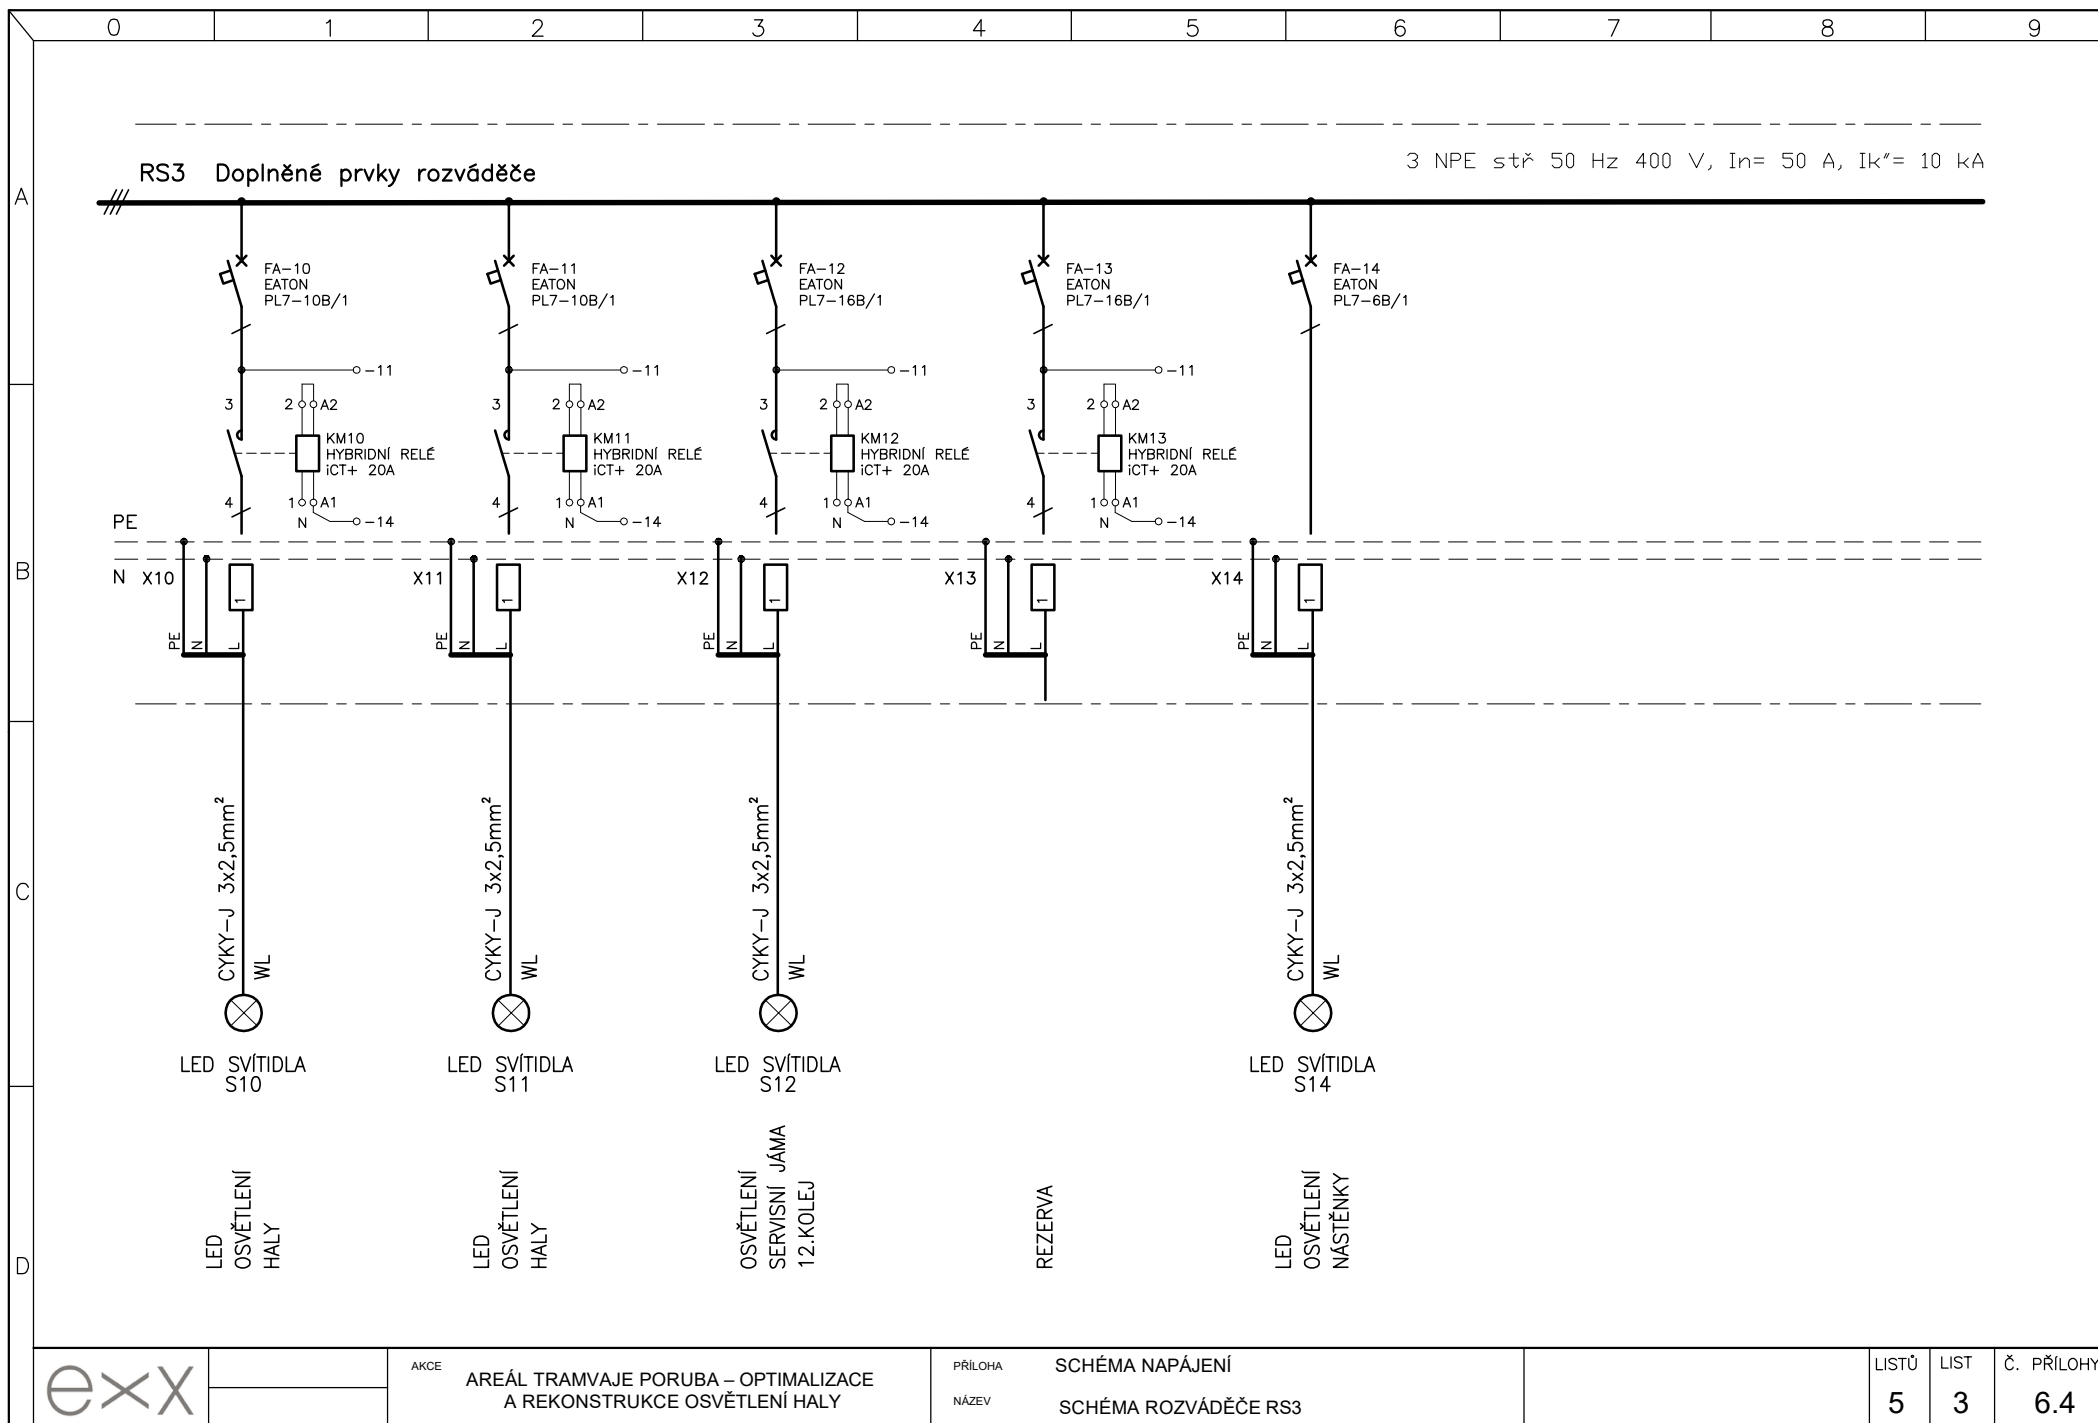 0 1 2 3 4 5 6 7 8 9
A
B
C
D
RS3 Doplněné prvky rozváděče
3 NPE stř 50 Hz 400 V, In= 50 A, Ik"= 10 kA
FA-10
EATON
PL7-10B/1
FA-11
EATON
PL7-10B/1
FA-12
EATON
PL7-16B/1
FA-13
EATON
PL7-16B/1
FA-14
EATON
PL7-6B/1
-11
-11
-11
-11
3 2 A2
3 2 A2
3 2 A2
3 2 A2
KM10
HYBRIDNÍ RELÉ
iCT+ 20A
KM11
HYBRIDNÍ RELÉ
iCT+ 20A
KM12
HYBRIDNÍ RELÉ
iCT+ 20A
KM13
HYBRIDNÍ RELÉ
iCT+ 20A
4 1 A1
N -14
4 1 A1
N -14
4 1 A1
N -14
4 1 A1
N -14
PE
N
X10
1
PE N L
X11
1
PE N L
X12
1
PE N L
X13
1
PE N L
X14
1
PE N L
CYKY-J 3x2,5mm²
WL
CYKY-J 3x2,5mm²
WL
CYKY-J 3x2,5mm²
WL
CYKY-J 3x2,5mm²
WL
LED SVÍTIDLA
S10
LED SVÍTIDLA
S11
LED SVÍTIDLA
S12
LED SVÍTIDLA
S14
LED
OSVĚTLENÍ
HALY
LED
OSVĚTLENÍ
HALY
OSVĚTLENÍ
SERVISNÍ JÁMA
12.KOLEJ
REZERVA
LED
OSVĚTLENÍ
NÁSTĚNKY
exx
AKCE
AREÁL TRAMVAJE PORUBA – OPTIMALIZACE
A REKONSTRUKCE OSVĚTLENÍ HALY
PŘÍLOHA SCHÉMA NAPÁJENÍ
NÁZEV SCHÉMA ROZVÁDĚČE RS3
LISTŮ
5
LIST
3
Č. PŘÍLOHY
6.4